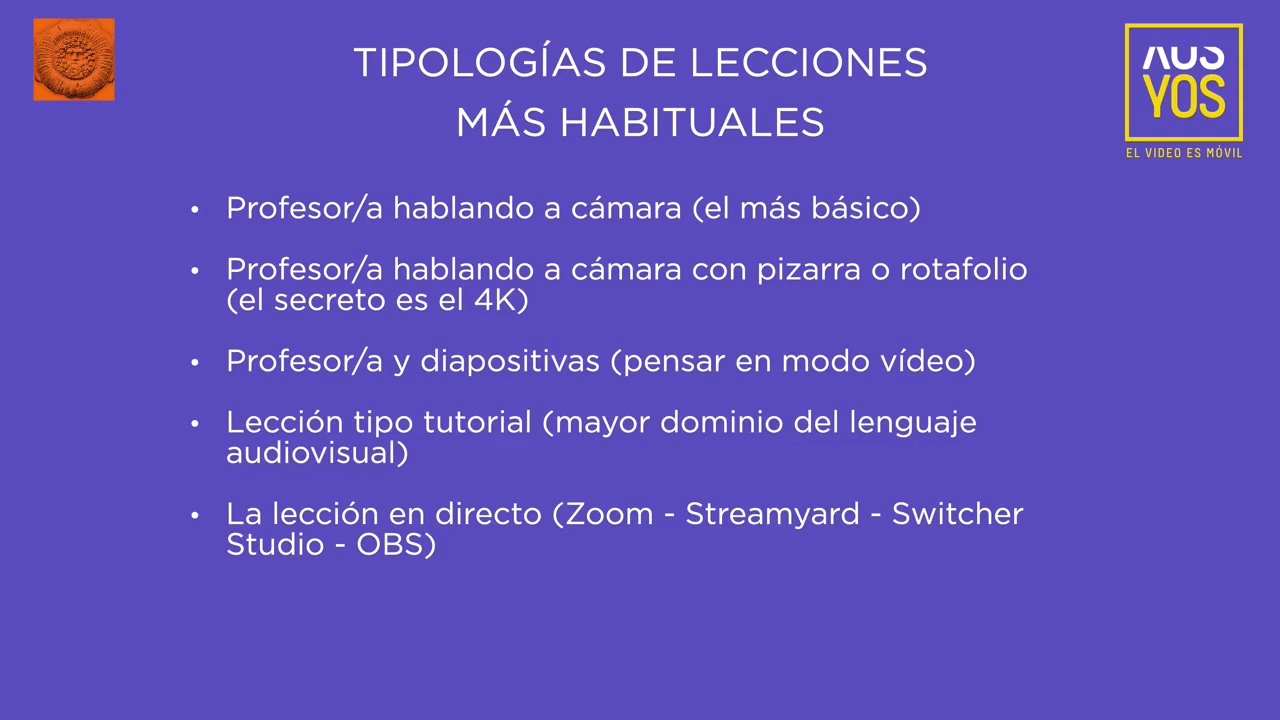 TIPOLOGÍAS DE LECCIONES
MÁS HABITUALES
YOS
EL VIDEO ES MÓVIL
• Profesor/a hablando a cámara (el más básico)
• Profesor/a hablando a cámara con pizarra o rotafolio
(el secreto es el 4K)
• Profesor/a y diapositivas (pensar en modo vídeo)
• Lección tipo tutorial (mayor dominio del lenguaje
audiovisual)
• La lección en directo (Zoom - Streamyard - Switcher
Studio - OBS)